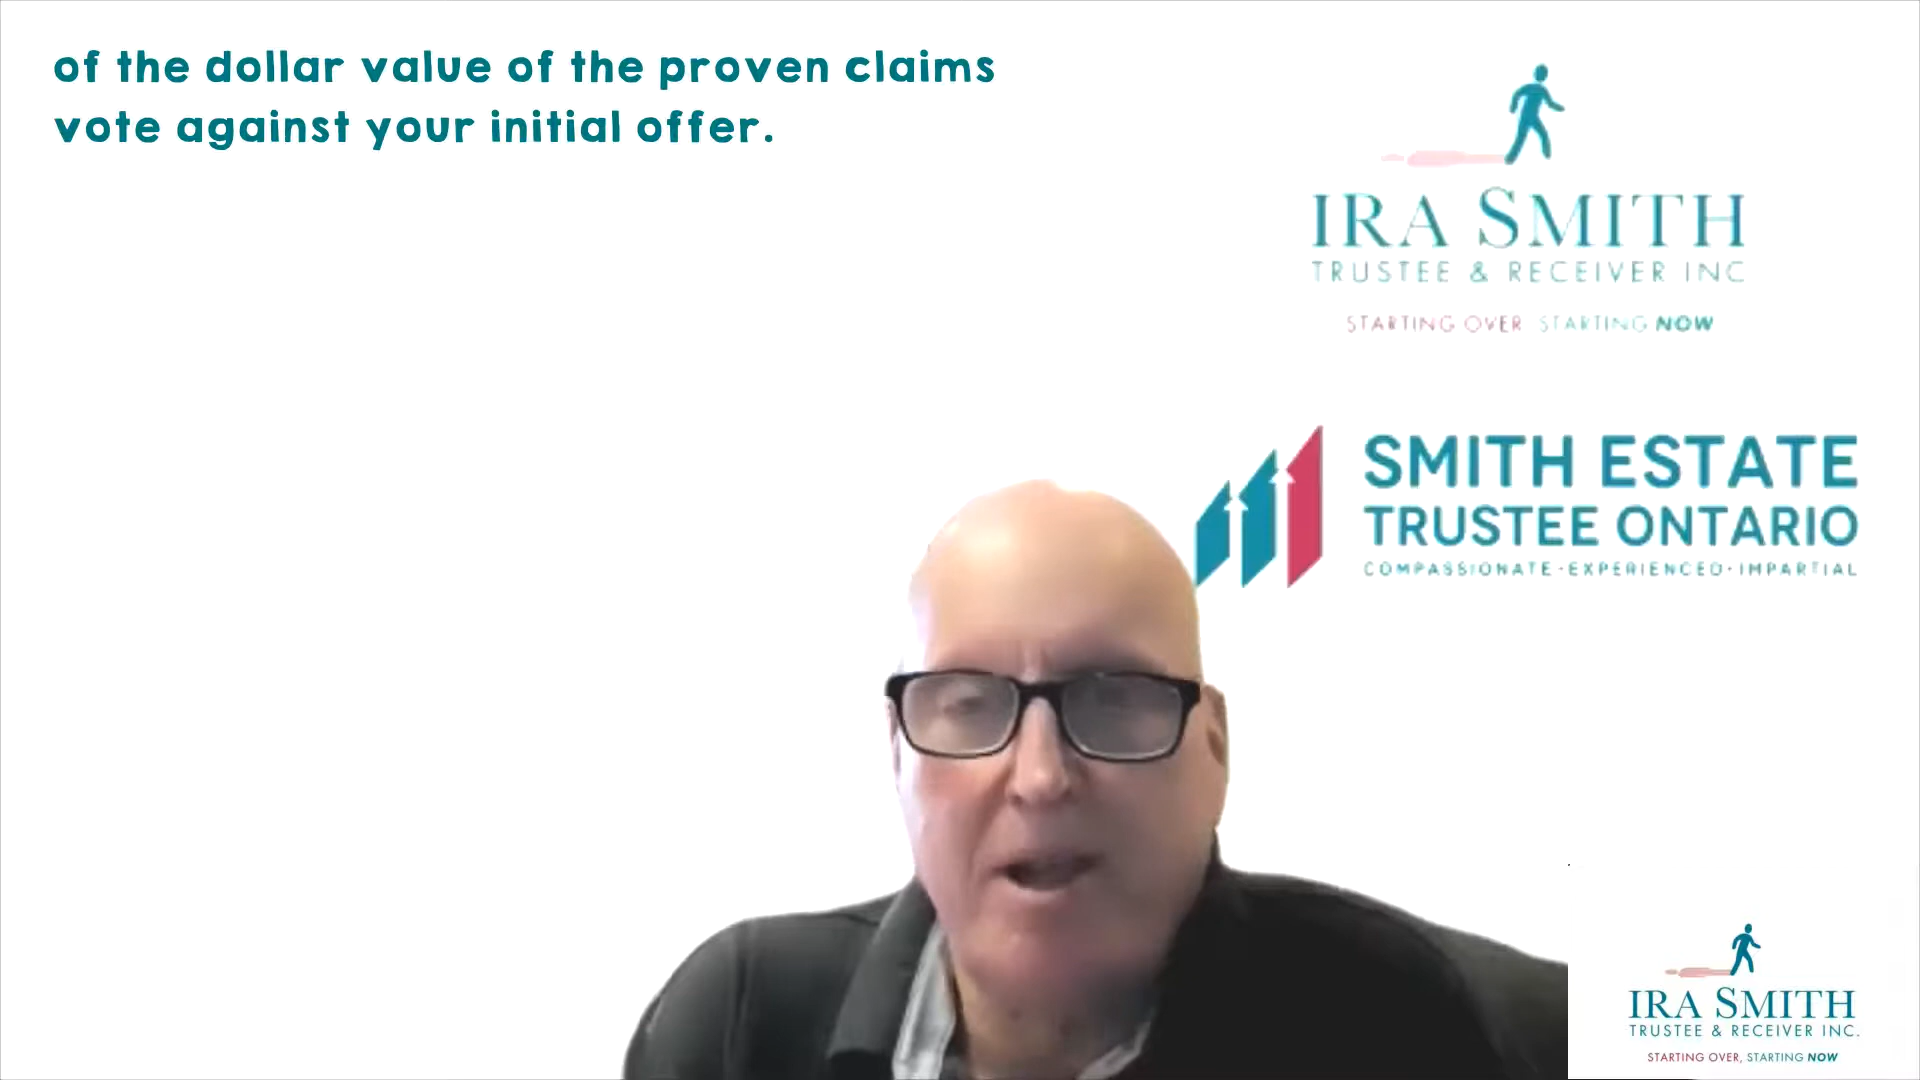 of the dollar value of the proven claims
vote against your initial offer.
IRA SMITH
TRUSTEE & RECEIVER INC
STARTING OVER STARTING NOW
SMITH ESTATE
TRUSTEE ONTARIO
COMPASSIONATE · EXPERIENCED · IMPARTIAL
IRA SMITH
TRUSTEE & RECEIVER INC.
STARTING OVER, STARTING NOW